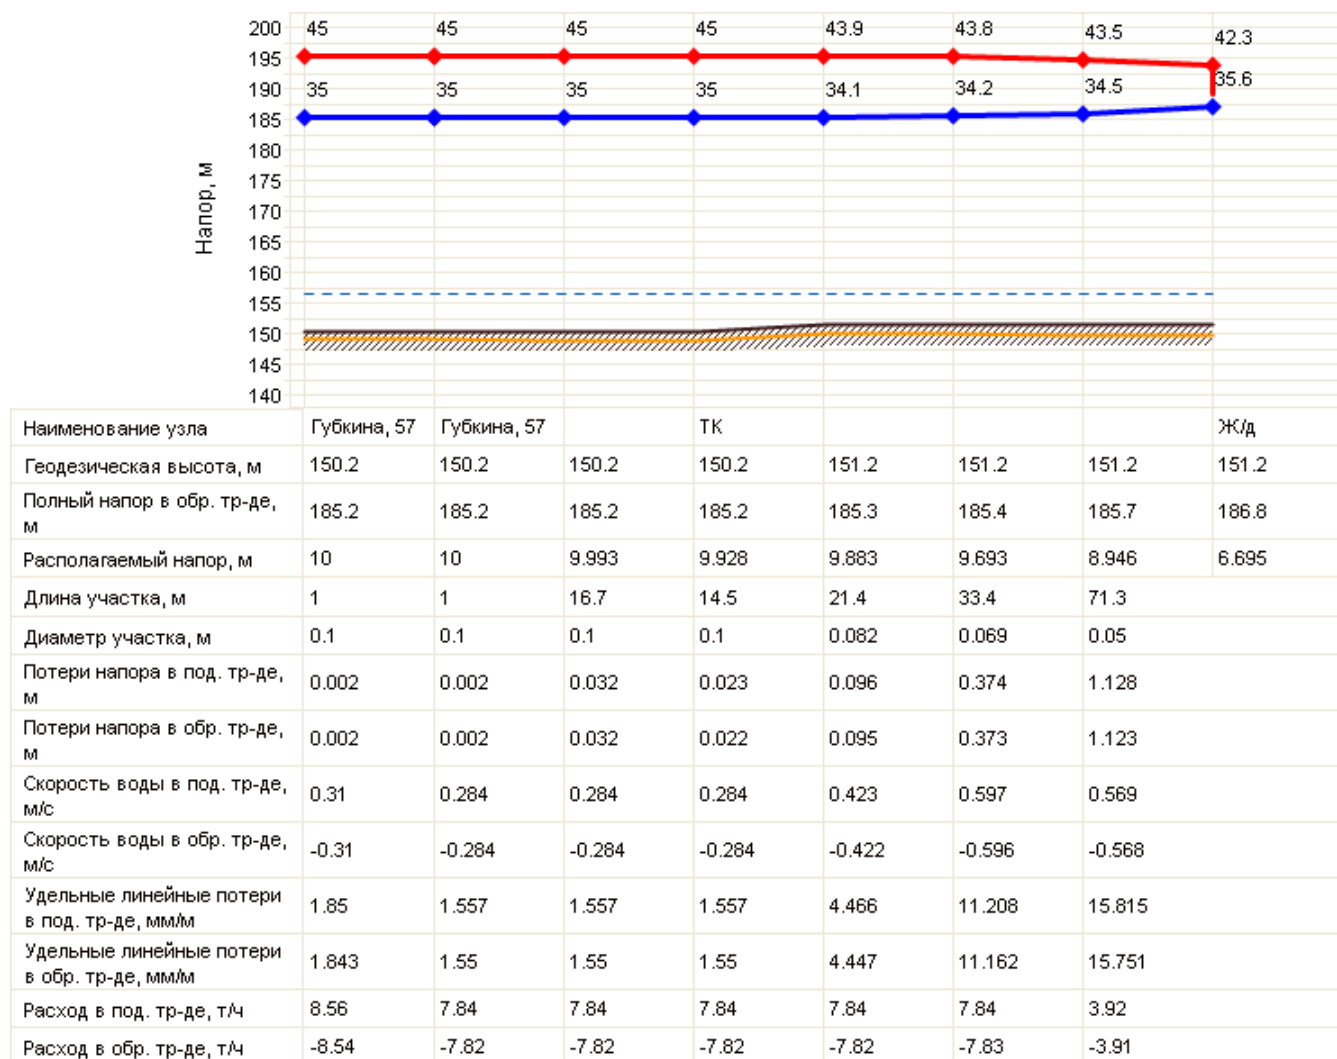 200 45 45 45 45 43.9 43.8 43.5 42.3
195
190 35 35 35 35 34.1 34.2 34.5 35.6
185
180
175
170
165
160
155
150
145
140
Напор, м
Наименование узла Губкина, 57 Губкина, 57 ТК Ж/д
Геодезическая высота, м 150.2 150.2 150.2 150.2 151.2 151.2 151.2 151.2
Полный напор в обр. тр-де,
м 185.2 185.2 185.2 185.2 185.3 185.4 185.7 186.8
Располагаемый напор, м 10 10 9.993 9.928 9.883 9.693 8.946 6.695
Длина участка, м 1 1 16.7 14.5 21.4 33.4 71.3
Диаметр участка, м 0.1 0.1 0.1 0.1 0.082 0.069 0.05
Потери напора в под. тр-де,
м 0.002 0.002 0.032 0.023 0.096 0.374 1.128
Потери напора в обр. тр-де,
м 0.002 0.002 0.032 0.022 0.095 0.373 1.123
Скорость воды в под. тр-де,
м/с 0.31 0.284 0.284 0.284 0.423 0.597 0.569
Скорость воды в обр. тр-де,
м/с -0.31 -0.284 -0.284 -0.284 -0.422 -0.596 -0.568
Удельные линейные потери
в под. тр-де, мм/м 1.85 1.557 1.557 1.557 4.466 11.208 15.815
Удельные линейные потери
в обр. тр-де, мм/м 1.843 1.55 1.55 1.55 4.447 11.162 15.751
Расход в под. тр-де, т/ч 8.56 7.84 7.84 7.84 7.84 7.84 3.92
Расход в обр. тр-де, т/ч -8.54 -7.82 -7.82 -7.82 -7.82 -7.83 -3.91